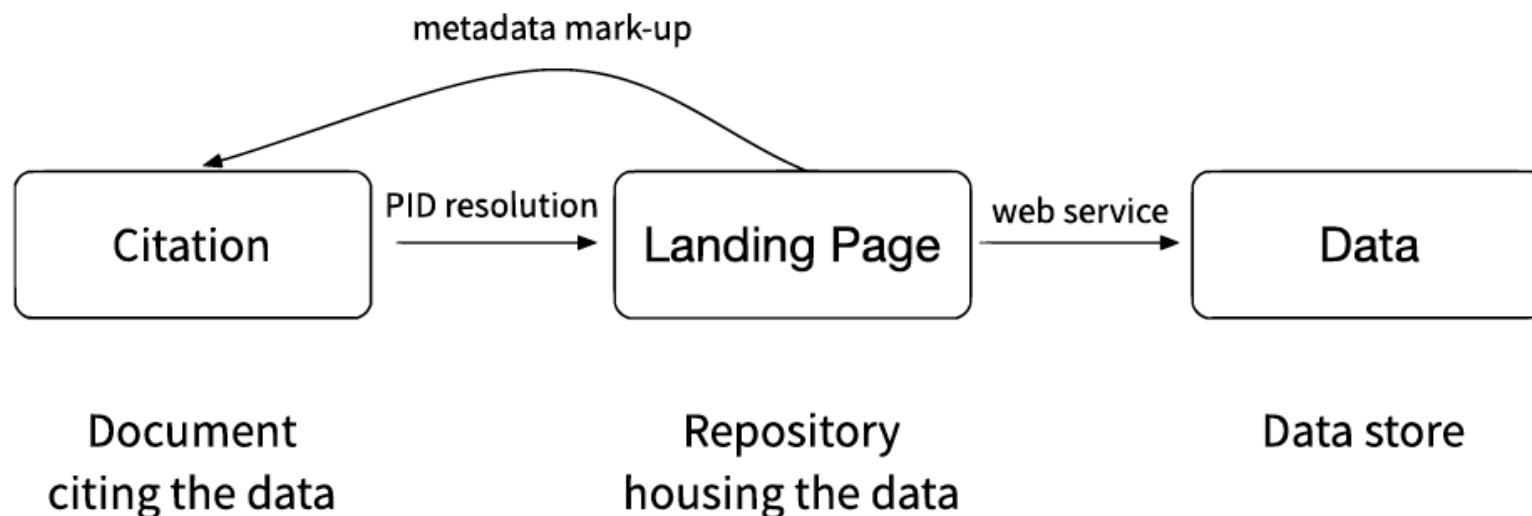 metadata mark-up
PID resolution
web service
Citation
Landing Page
Data
Document
citing the data
Repository
housing the data
Data store